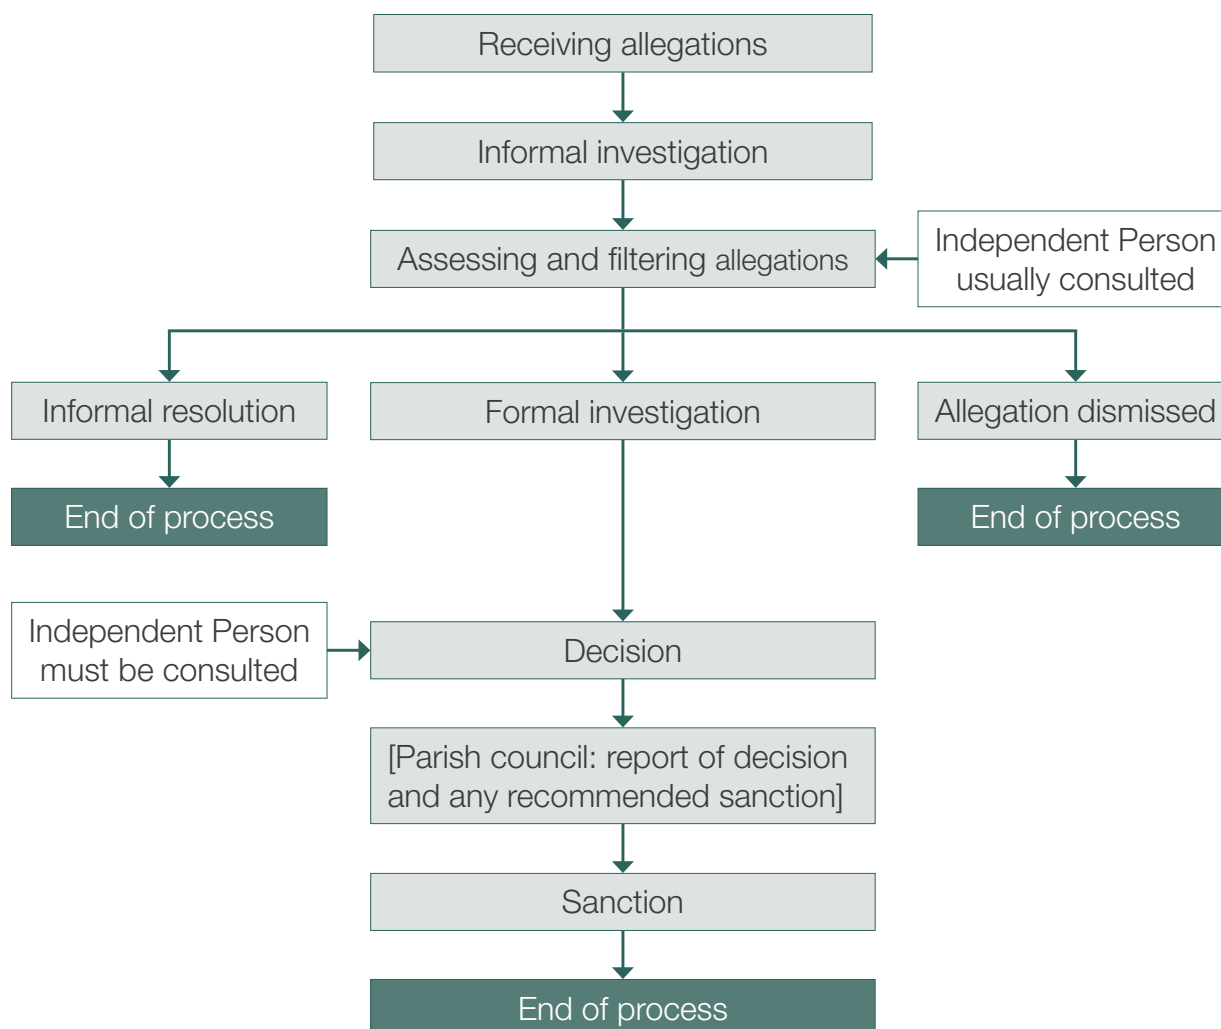 Receiving allegations
Informal investigation
Assessing and filtering allegations
Independent Person
usually consulted
Informal resolution
Formal investigation
Allegation dismissed
End of process
End of process
Independent Person
must be consulted
Decision
[Parish council: report of decision
and any recommended sanction]
Sanction
End of process